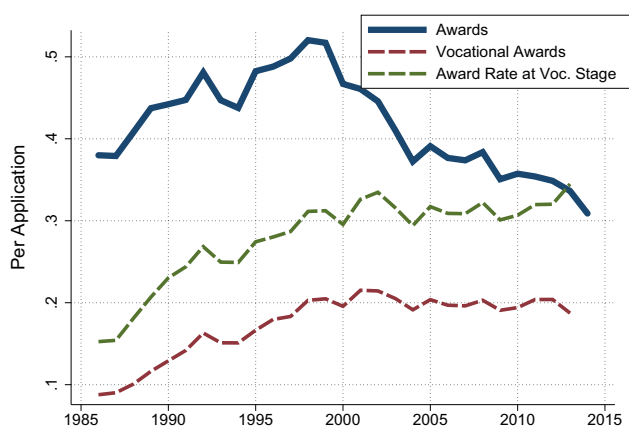 Awards
Vocational Awards
Award Rate at Voc. Stage
Per Application
.5
.4
.3
.2
.1
1985 1990 1995 2000 2005 2010 2015